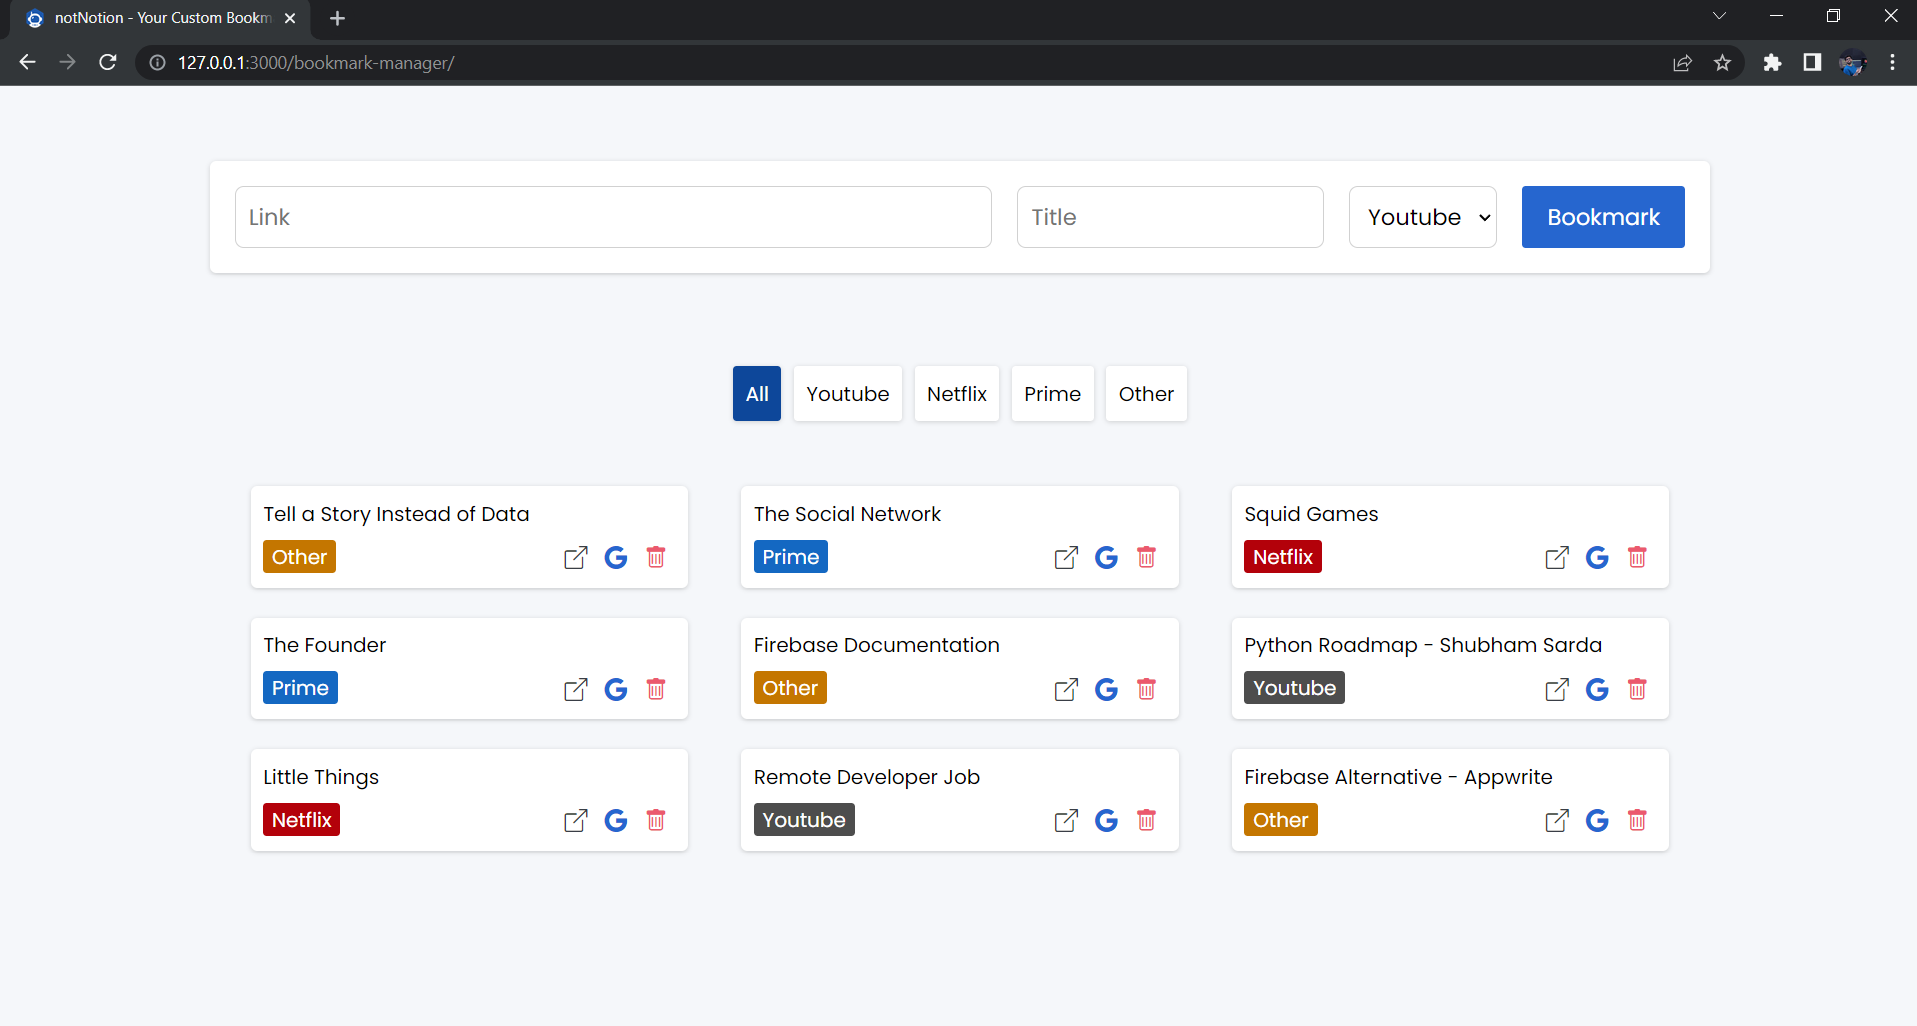 notNotion - Your Custom Bookm
127.0.0.1:3000/bookmark-manager/
Link
Title
Youtube
Bookmark
All
Youtube
Netflix
Prime
Other
Tell a Story Instead of Data
Other
The Social Network
Prime
Squid Games
Netflix
The Founder
Prime
Firebase Documentation
Other
Python Roadmap - Shubham Sarda
Youtube
Little Things
Netflix
Remote Developer Job
Youtube
Firebase Alternative - Appwrite
Other